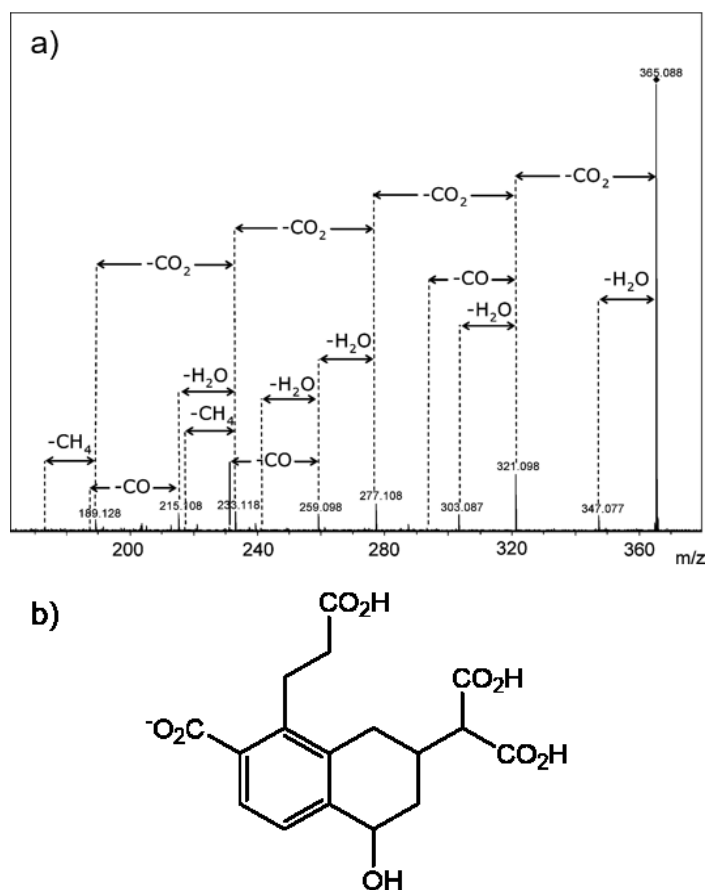 a)
365.088
-CO₂
-CO₂
-CO₂
-CO₂
-CO
-H₂O
-H₂O
-H₂O
-H₂O
-H₂O
-CH₄
-CH₄
-CO
-CO
189.128
215.108
233.118
259.098
277.108
321.098
303.087
347.077
200
240
280
320
360
m/z
b)
CO₂H
CO₂H
⁻O₂C
CO₂H
OH